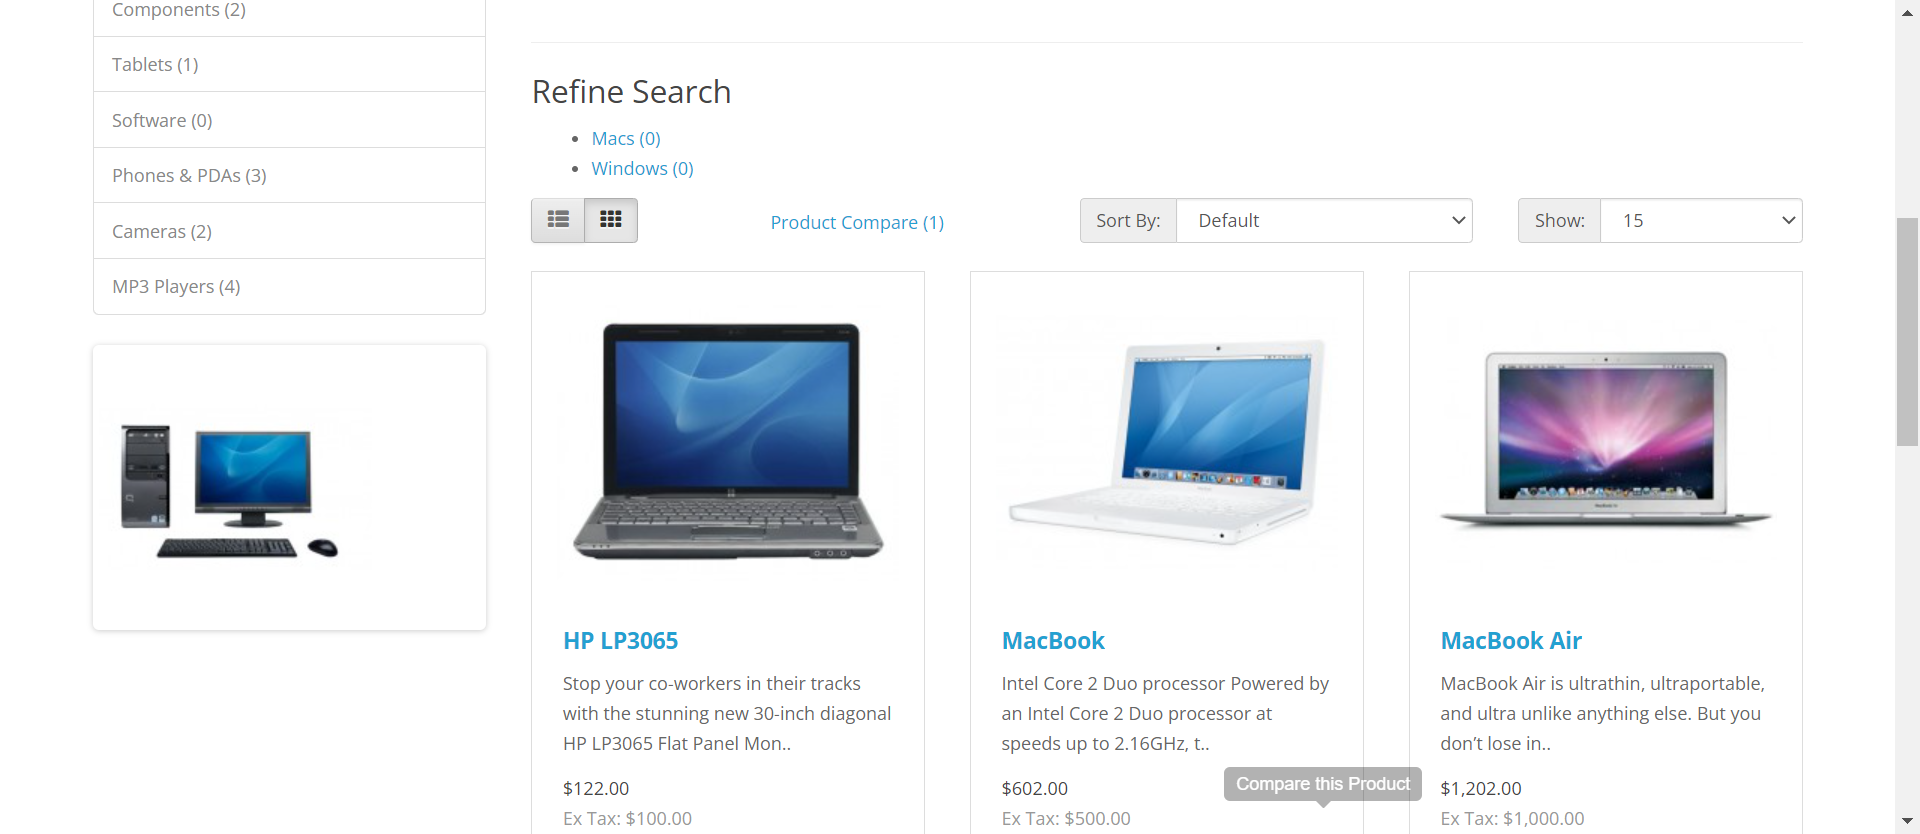 Components (2)
Tablets (1)
Software (0)
Phones & PDAs (3)
Cameras (2)
MP3 Players (4)
Refine Search
Macs (0)
Windows (0)
Product Compare (1)
Sort By:
Default
Show:
15
HP LP3065
Stop your co-workers in their tracks
with the stunning new 30-inch diagonal
HP LP3065 Flat Panel Mon..
$122.00
Ex Tax: $100.00
MacBook
Intel Core 2 Duo processor Powered by
an Intel Core 2 Duo processor at
speeds up to 2.16GHz, t..
$602.00
Ex Tax: $500.00
Compare this Product
MacBook Air
MacBook Air is ultrathin, ultraportable,
and ultra unlike anything else. But you
don’t lose in..
$1,202.00
Ex Tax: $1,000.00